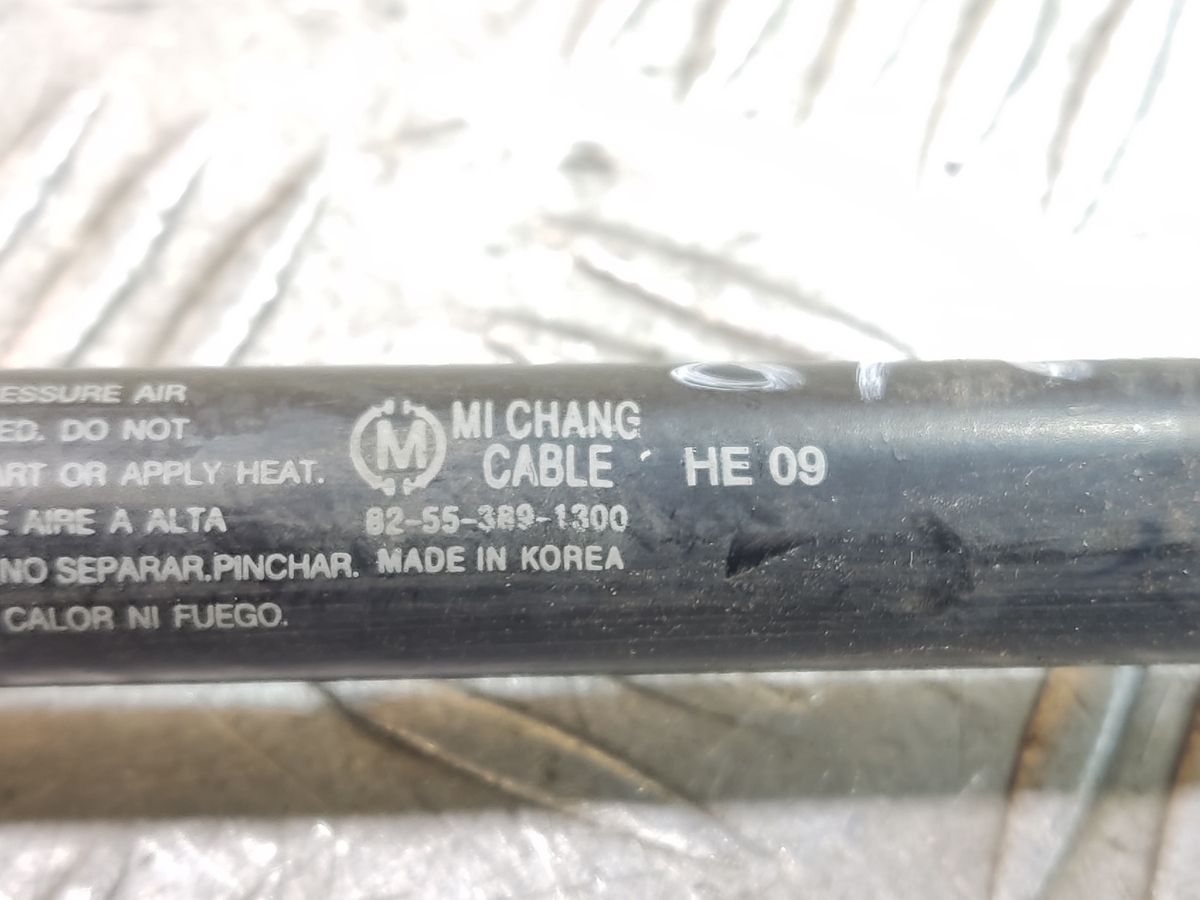 ESSURE AIR
ED. DO NOT
ART OR APPLY HEAT.
E AIRE A ALTA
NO SEPARAR.PINCHAR.
CALOR NI FUEGO.
M
MI CHANG
CABLE
82-55-389-1300
MADE IN KOREA
HE 09